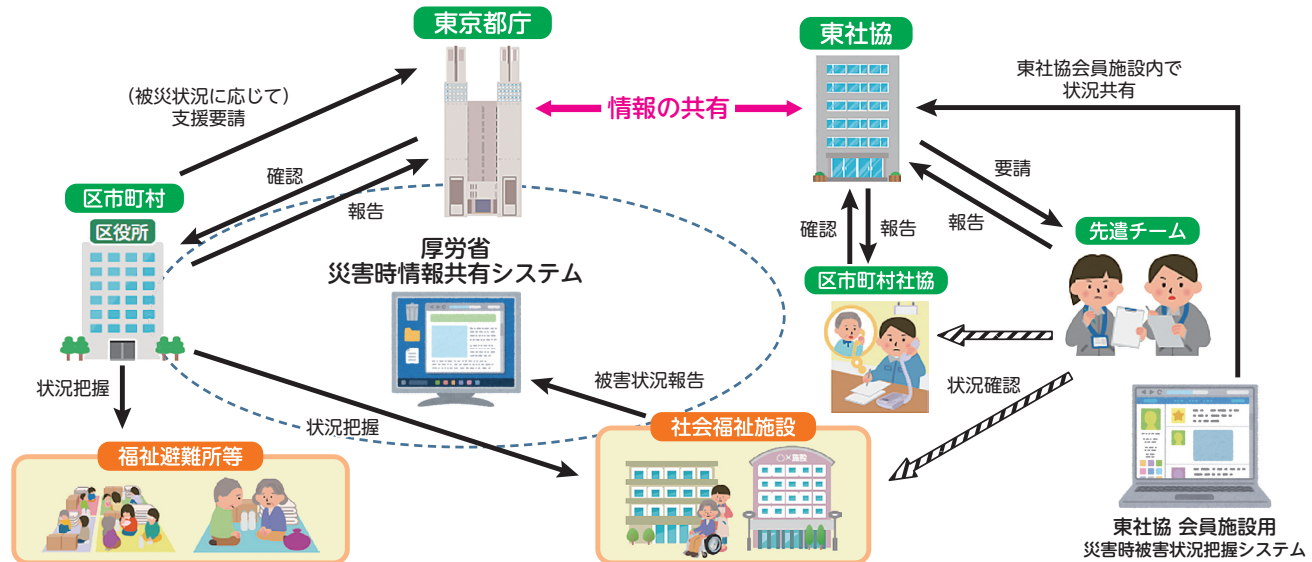 東京都庁
東社協
(被災状況に応じて)
支援要請
情報の共有
東社協会員施設内で
状況共有
確認
報告
区市町村
区役所
要請
報告
確認
報告
先遣チーム
厚労省
災害時情報共有システム
区市町村社協
状況把握
状況把握
被害状況報告
状況確認
福祉避難所等
社会福祉施設
〇×施設
東社協 会員施設用
災害時被害状況把握システム